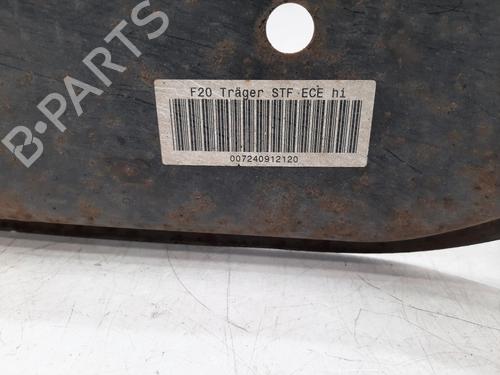 B-PARTS
F20 Träger STF ECE hi
007240912120